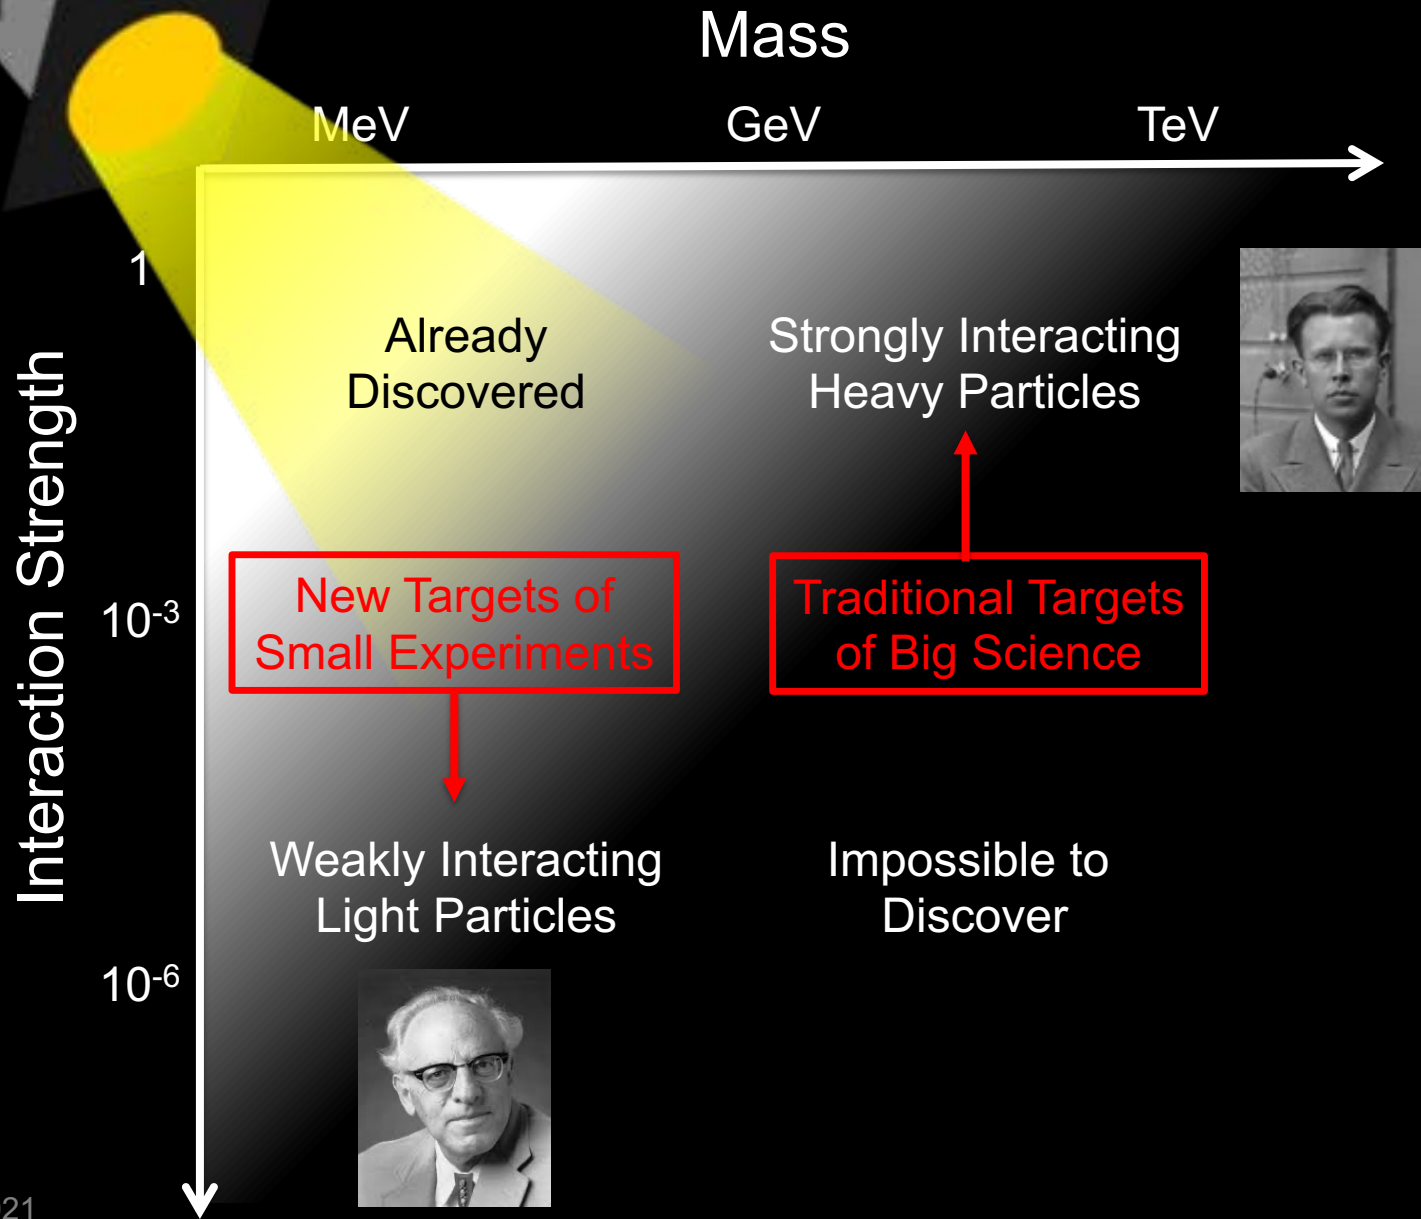 Mass
MeV GeV TeV
1
Already
Discovered
Strongly Interacting
Heavy Particles
Interaction Strength
10⁻³
New Targets of
Small Experiments
Traditional Targets
of Big Science
Weakly Interacting
Light Particles
Impossible to
Discover
10⁻⁶
21